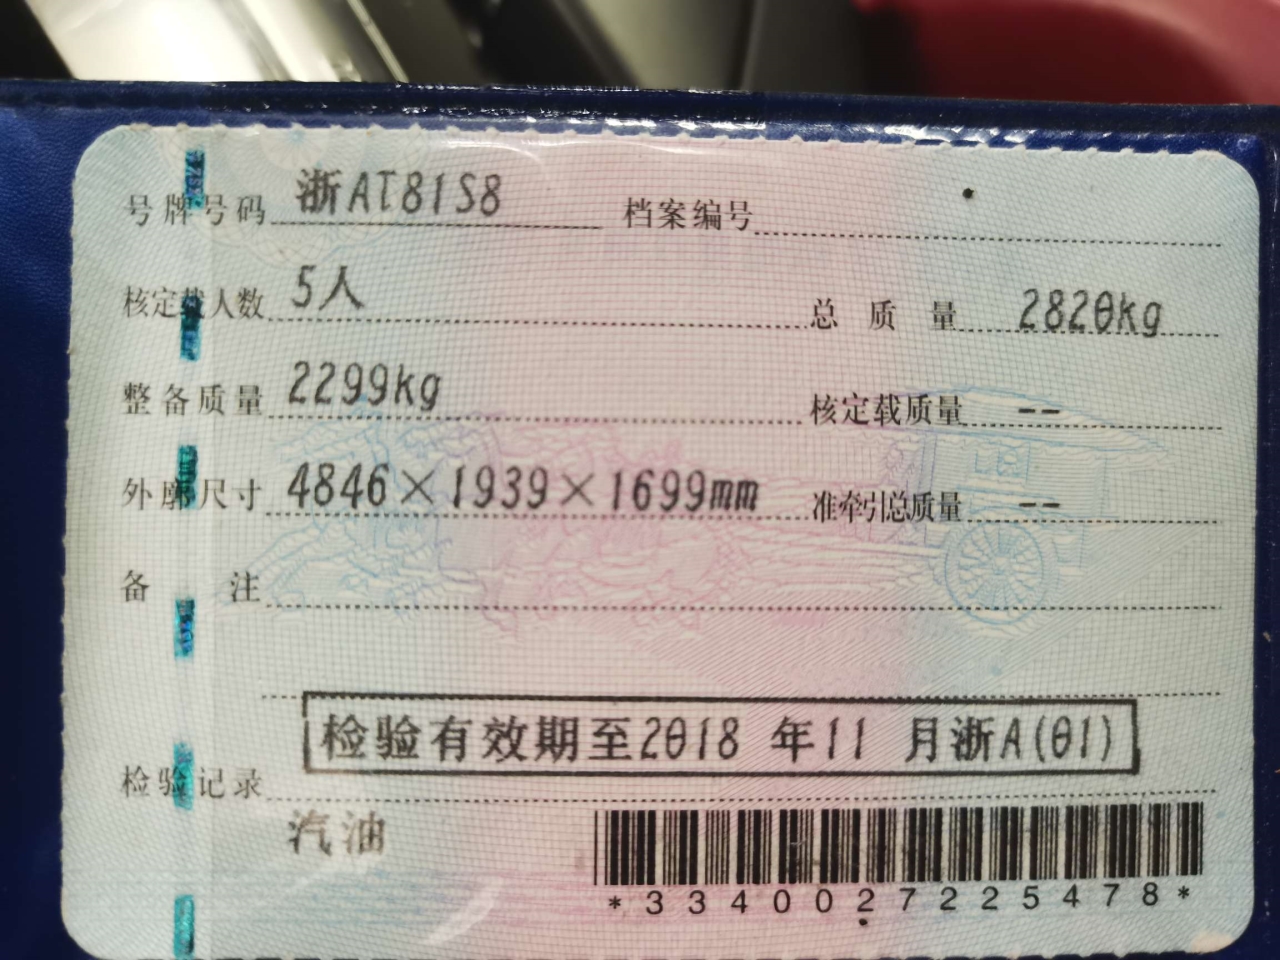 号牌号码 浙AT81S8 档案编号
核定载人数 5人 总质量 2820kg
整备质量 2299kg 核定载质量 --
外廓尺寸 4846×1939×1699mm 准牵引总质量 --
备注
检验有效期至2018 年11 月浙A(01)
检验记录
汽油
*3340027225478*